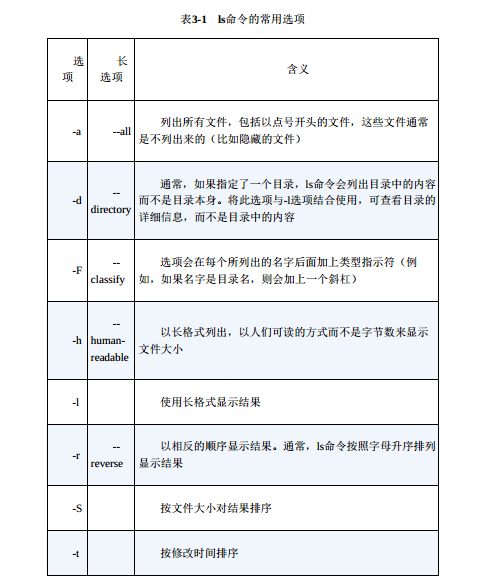 表3-1 ls命令的常用选项
选
项
长
选项
含义
-a
--all
列出所有文件，包括以点号开头的文件，这些文件通常
是不列出来的（比如隐藏的文件）
-d
--
directory
通常，如果指定了一个目录，ls命令会列出目录中的内容
而不是目录本身。将此选项与-l选项结合使用，可查看目录的
详细信息，而不是目录中的内容
-F
--
classify
选项会在每个所列出的名字后面加上类型指示符（例
如，如果名字是目录名，则会加上一个斜杠）
-h
--
human-
readable
以长格式列出，以人们可读的方式而不是字节数来显示
文件大小
-l
使用长格式显示结果
-r
--
reverse
以相反的顺序显示结果。通常，ls命令按照字母升序排列
显示结果
-S
按文件大小对结果排序
-t
按修改时间排序